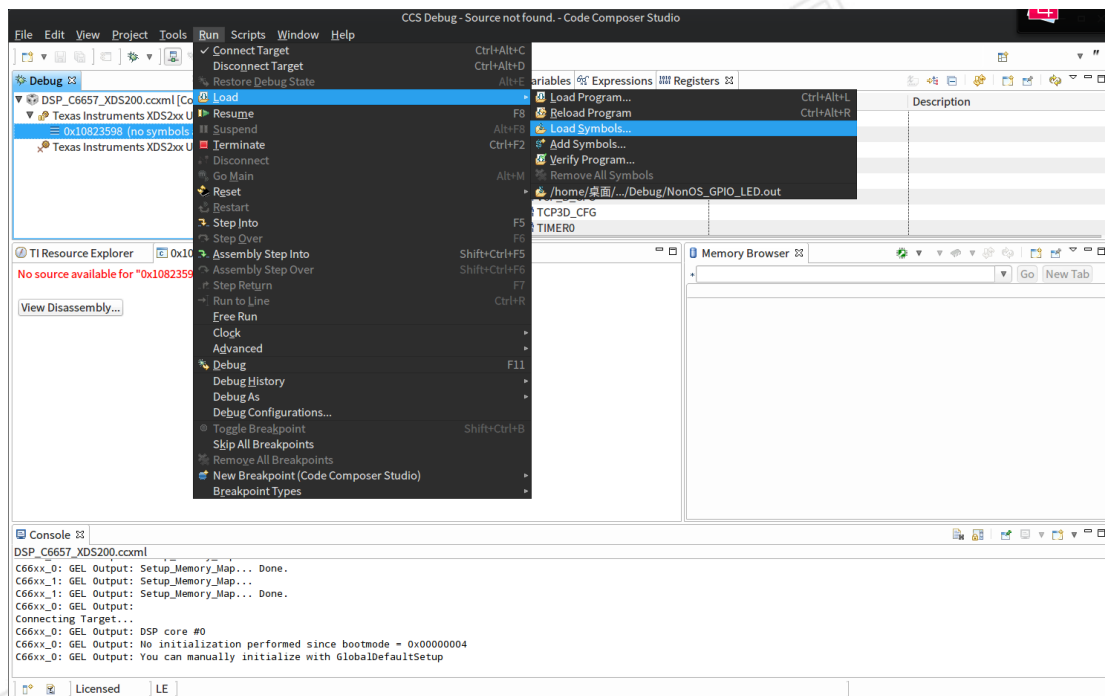 CCS Debug - Source not found. - Code Composer Studio
File Edit View Project Tools Run Scripts Window Help
Debug
DSP_C6657_XDS200.ccxml [Co
Texas Instruments XDS2xx U
0x10823598 (no symbols
Texas Instruments XDS2xx U
Connect Target Ctrl+Alt+C
Disconnect Target Ctrl+Alt+D
Restore Debug State Alt+E
Load
Resume F8
Suspend Alt+F8
Terminate Ctrl+F2
Disconnect
Go Main Alt+M
Reset
Restart
Step Into F5
Step Over F6
Assembly Step Into Shift+Ctrl+F5
Assembly Step Over Shift+Ctrl+F6
Step Return F7
Run to Line Ctrl+R
Free Run
Clock
Advanced
Debug F11
Debug History
Debug As
Debug Configurations...
Toggle Breakpoint Shift+Ctrl+B
Skip All Breakpoints
Remove All Breakpoints
New Breakpoint (Code Composer Studio)
Breakpoint Types
ariables Expressions Registers
Load Program... Ctrl+Alt+L
Reload Program Ctrl+Alt+R
Load Symbols...
Add Symbols...
Verify Program...
Remove All Symbols
/home/桌面/.../Debug/NonOS_GPIO_LED.out
TCP3D_CFG
TIMER0
Description
TI Resource Explorer 0x10
No source available for "0x1082359
View Disassembly...
Memory Browser
Go New Tab
Console
DSP_C6657_XDS200.ccxml
C66xx_0: GEL Output: Setup_Memory_Map... Done.
C66xx_1: GEL Output: Setup_Memory_Map...
C66xx_1: GEL Output: Setup_Memory_Map... Done.
C66xx_0: GEL Output:
Connecting Target...
C66xx_0: GEL Output: DSP core #0
C66xx_0: GEL Output: No initialization performed since bootmode = 0x00000004
C66xx_0: GEL Output: You can manually initialize with GlobalDefaultSetup
Licensed LE